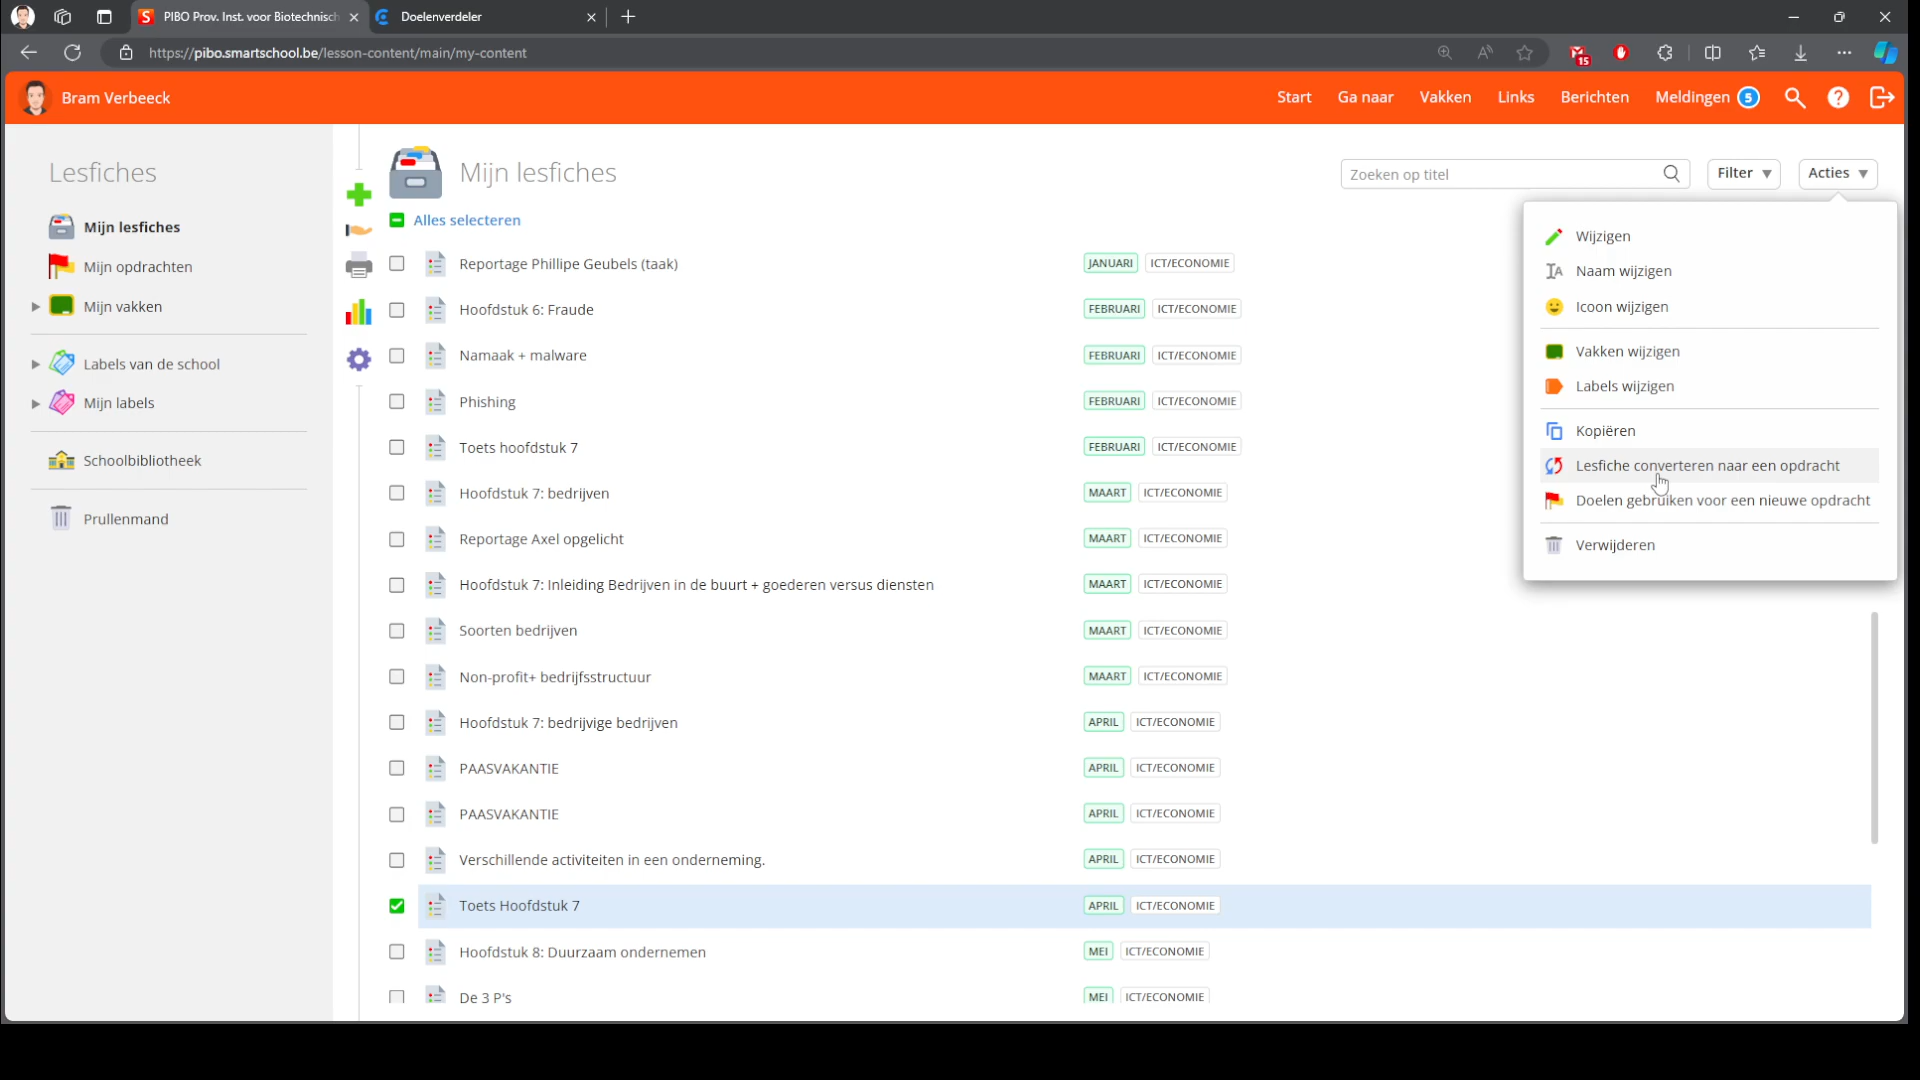 PIBO Prov. Inst. voor Biotechnisch
Doelenverdeler
https://pibo.smartschool.be/lesson-content/main/my-content
15
Bram Verbeeck
Start
Ga naar
Vakken
Links
Berichten
Meldingen 5
Lesfiches
Mijn lesfiches
Mijn opdrachten
Mijn vakken
Labels van de school
Mijn labels
Schoolbibliotheek
Prullenmand
Mijn lesfiches
Zoeken op titel
Filter
Acties
Alles selecteren
Reportage Phillipe Geubels (taak) JANUARI ICT/ECONOMIE
Hoofdstuk 6: Fraude FEBRUARI ICT/ECONOMIE
Namaak + malware FEBRUARI ICT/ECONOMIE
Phishing FEBRUARI ICT/ECONOMIE
Toets hoofdstuk 7 FEBRUARI ICT/ECONOMIE
Hoofdstuk 7: bedrijven MAART ICT/ECONOMIE
Reportage Axel opgelicht MAART ICT/ECONOMIE
Hoofdstuk 7: Inleiding Bedrijven in de buurt + goederen versus diensten MAART ICT/ECONOMIE
Soorten bedrijven MAART ICT/ECONOMIE
Non-profit+ bedrijfsstructuur MAART ICT/ECONOMIE
Hoofdstuk 7: bedrijvige bedrijven APRIL ICT/ECONOMIE
PAASVAKANTIE APRIL ICT/ECONOMIE
PAASVAKANTIE APRIL ICT/ECONOMIE
Verschillende activiteiten in een onderneming. APRIL ICT/ECONOMIE
Toets Hoofdstuk 7 APRIL ICT/ECONOMIE
Hoofdstuk 8: Duurzaam ondernemen MEI ICT/ECONOMIE
De 3 P's MEI ICT/ECONOMIE
Wijzigen
Naam wijzigen
Icoon wijzigen
Vakken wijzigen
Labels wijzigen
Kopiëren
Lesfiche converteren naar een opdracht
Doelen gebruiken voor een nieuwe opdracht
Verwijderen